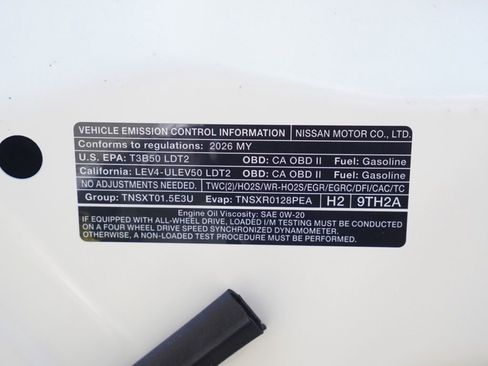 VEHICLE EMISSION CONTROL INFORMATION NISSAN MOTOR CO., LTD.
Conforms to regulations: 2026 MY
U.S. EPA: T3B50 LDT2 OBD: CA OBD II Fuel: Gasoline
California: LEV4-ULEV50 LDT2 OBD: CA OBD II Fuel: Gasoline
NO ADJUSTMENTS NEEDED. TWC(2)/HO2S/WR-HO2S/EGR/EGRC/DFI/CAC/TC
Group: TNSXT01.5E3U Evap: TNSXR0128PEA H2 9TH2A
Engine Oil Viscosity: SAE 0W-20
IF EQUIPPED WITH ALL-WHEEL DRIVE. LOADED I/M TESTING MUST BE CONDUCTED
ON A FOUR WHEEL DRIVE SPEED SYNCHRONIZED DYNAMOMETER.
OTHERWISE, A NON-LOADED TEST PROCEDURE MUST BE PERFORMED.